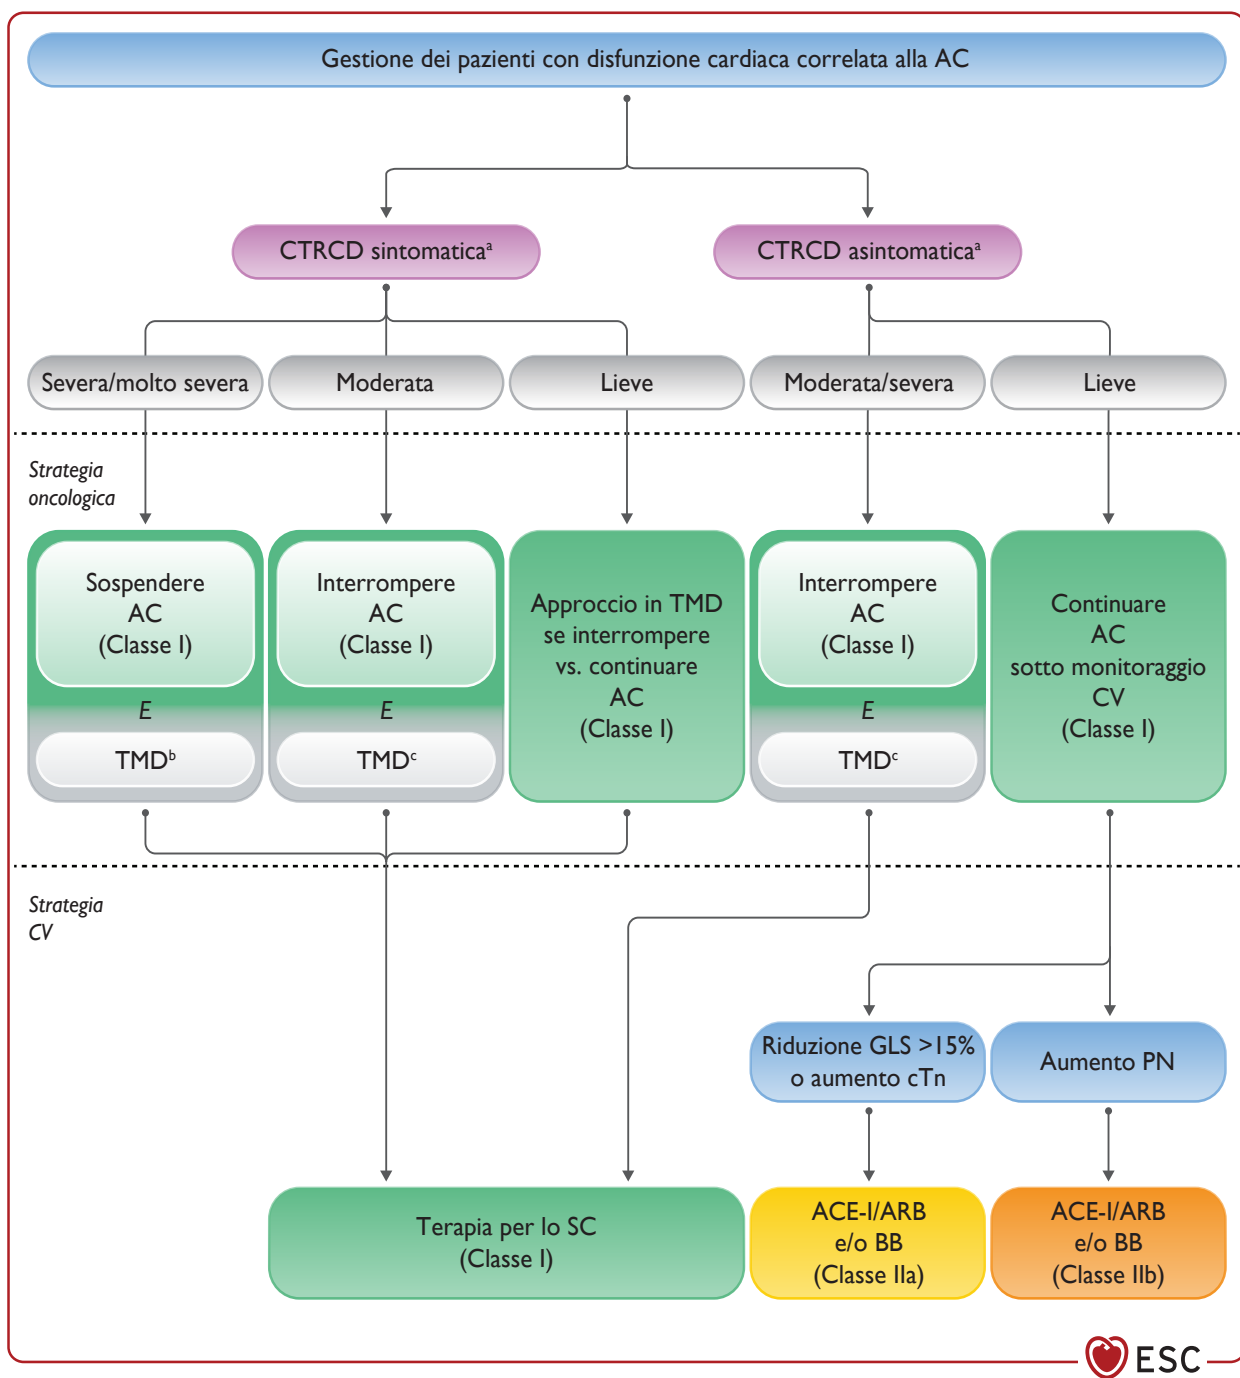 Gestione dei pazienti con disfunzione cardiaca correlata alla AC
CTRCD sintomaticaᵃ
CTRCD asintomaticaᵃ
Severa/molto severa
Moderata
Lieve
Moderata/severa
Lieve
Strategia
oncologica
Sospendere
AC
(Classe I)
E
TMDᵇ
Interrompere
AC
(Classe I)
E
TMDᶜ
Approccio in TMD
se interrompere
vs. continuare
AC
(Classe I)
Interrompere
AC
(Classe I)
E
TMDᶜ
Continuare
AC
sotto monitoraggio
CV
(Classe I)
Strategia
CV
Riduzione GLS >15%
o aumento cTn
Aumento PN
Terapia per lo SC
(Classe I)
ACE-I/ARB
e/o BB
(Classe IIa)
ACE-I/ARB
e/o BB
(Classe IIb)
ESC